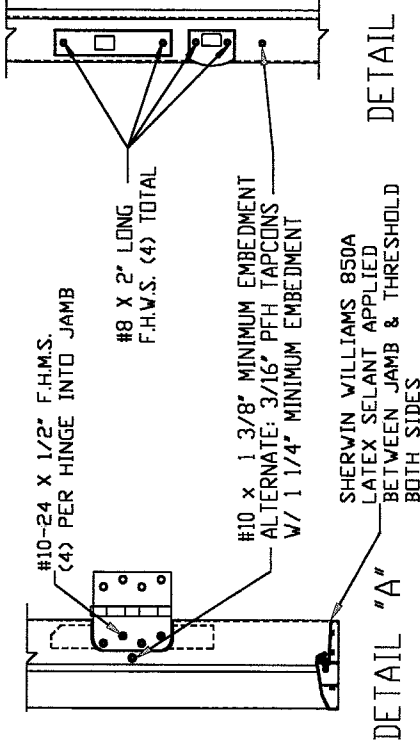 #10-24 X 1/2" F.H.M.S.
(4) PER HINGE INTO JAMB
#8 X 2" LONG
F.H.W.S. (4) TOTAL
#10 x 1 3/8" MINIMUM EMBEDMENT
ALTERNATE: 3/16" PFH TAPCONS
W/ 1 1/4" MINIMUM EMBEDMENT
SHERWIN WILLIAMS 850A
LATEX SELANT APPLIED
BETWEEN JAMB & THRESHOLD
BOTH SIDES
DETAIL "A"
DETAIL